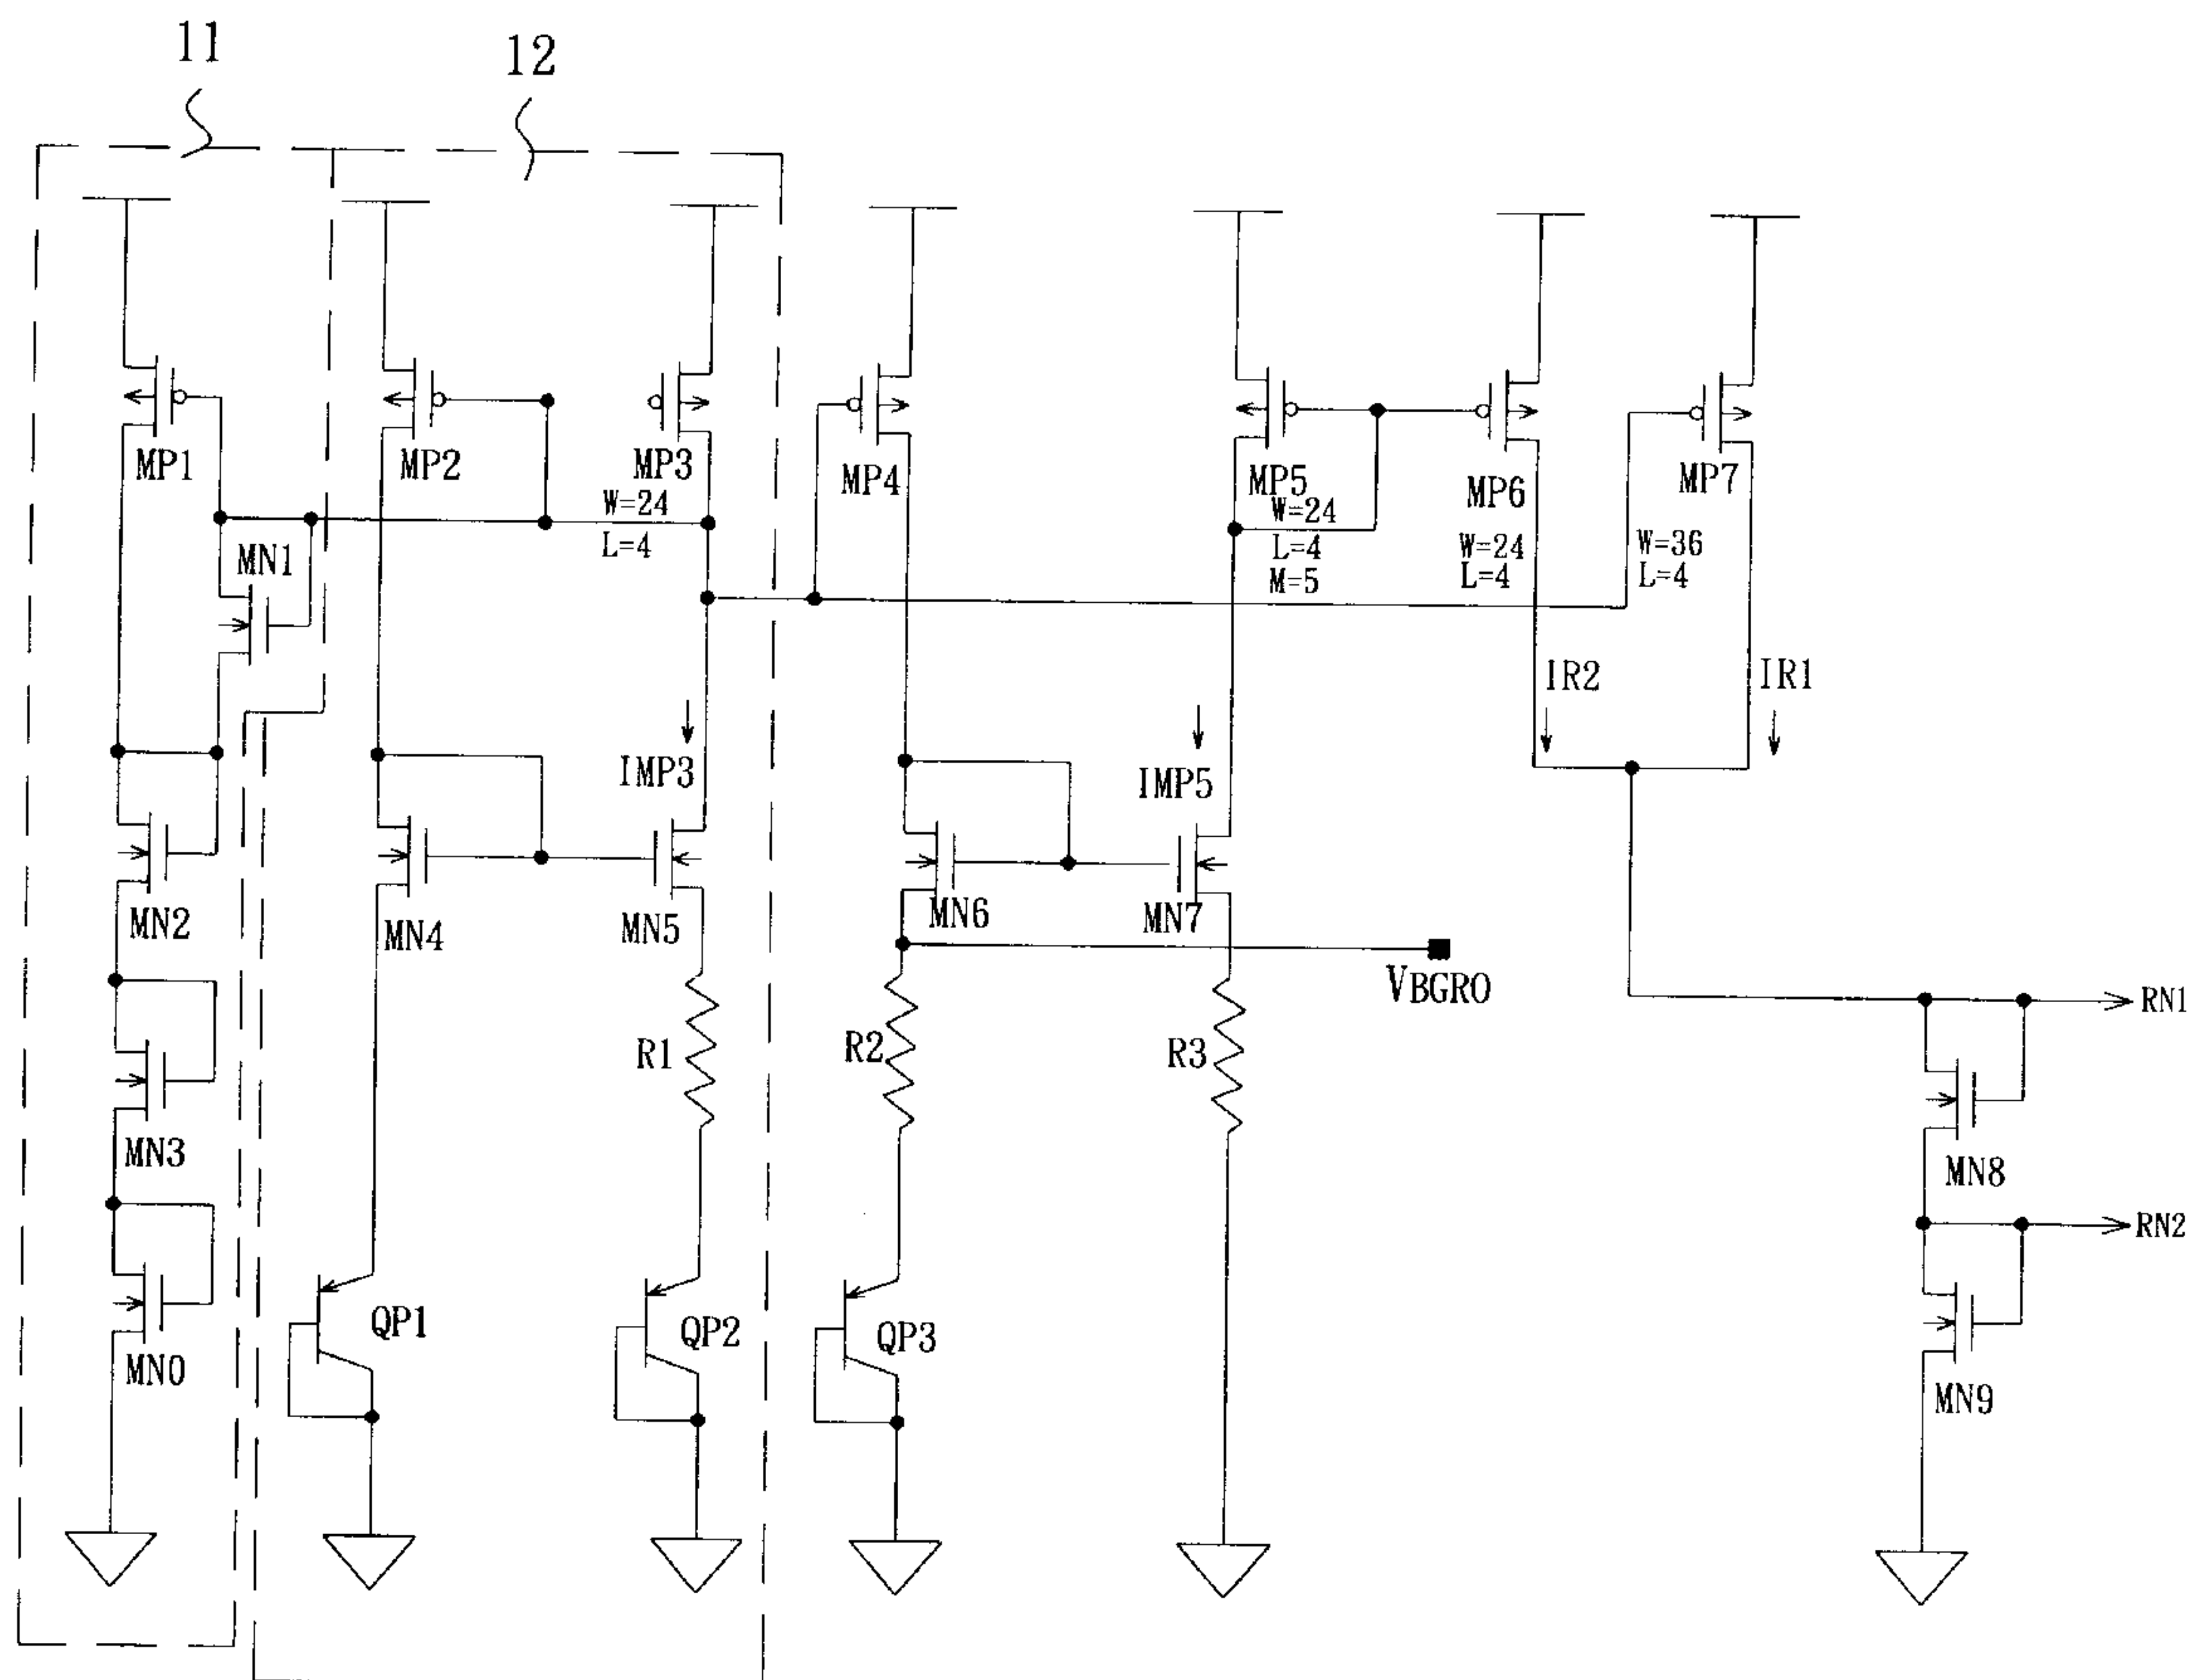 11
12
MP1
MP2
MP3
W=24
L=4
MP4
MP5
W=24
L=4
M=5
MP6
W=24
L=4
MP7
W=36
L=4
MN1
IR2
IR1
IMP3
IMP5
MN2
MN4
MN5
MN6
MN7
VBGRO
RN1
R1
R2
R3
MN3
MN8
RN2
QP1
QP2
QP3
MN0
MN9